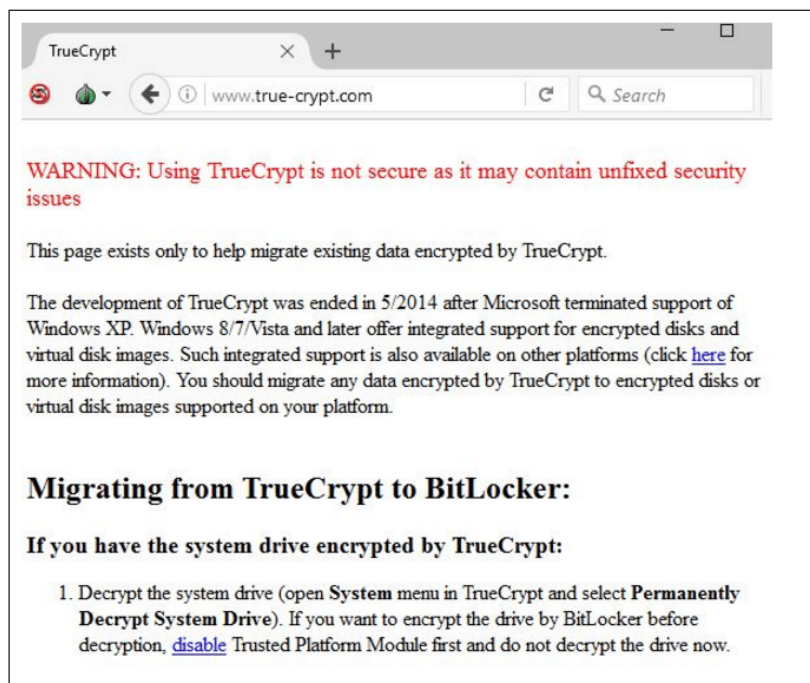 TrueCrypt
www.true-crypt.com
Search
WARNING: Using TrueCrypt is not secure as it may contain unfixed security
issues
This page exists only to help migrate existing data encrypted by TrueCrypt.
The development of TrueCrypt was ended in 5/2014 after Microsoft terminated support of
Windows XP. Windows 8/7/Vista and later offer integrated support for encrypted disks and
virtual disk images. Such integrated support is also available on other platforms (click here for
more information). You should migrate any data encrypted by TrueCrypt to encrypted disks or
virtual disk images supported on your platform.
Migrating from TrueCrypt to BitLocker:
If you have the system drive encrypted by TrueCrypt:
1. Decrypt the system drive (open System menu in TrueCrypt and select Permanently
Decrypt System Drive). If you want to encrypt the drive by BitLocker before
decryption, disable Trusted Platform Module first and do not decrypt the drive now.